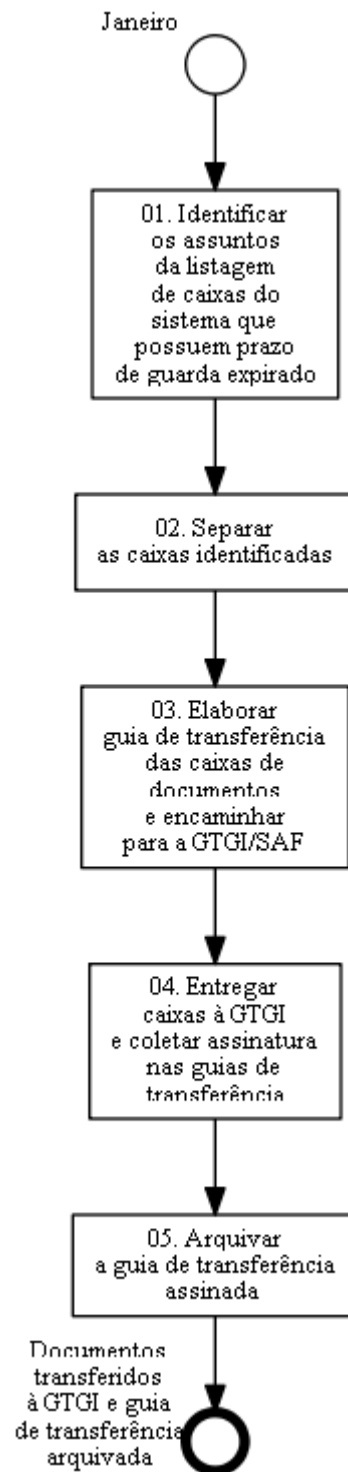 Janeiro
01. Identificar
os assuntos
da listagem
de caixas do
sistema que
possuem prazo
de guarda expirado
02. Separar
as caixas identificadas
03. Elaborar
guia de transferência
das caixas de
documentos
e encaminhar
para a GTGI/SAF
04. Entregar
caixas à GTGI
e coletar assinatura
nas guias de
transferência
05. Arquivar
a guia de transferência
assinada
Documentos
transferidos
à GTGI e guia
de transferência
arquivada